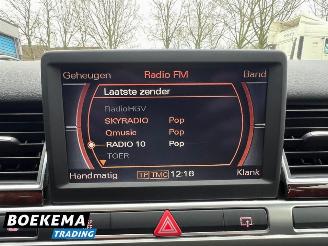 Geheugen Radio FM Band
Laatste zender
RadioHGV
SKYRADIO Pop
Qmusic Pop
RADIO 10 Pop
TOER
Handmatig TP TMC 12:18 Klank
BOEKEMA
TRADING